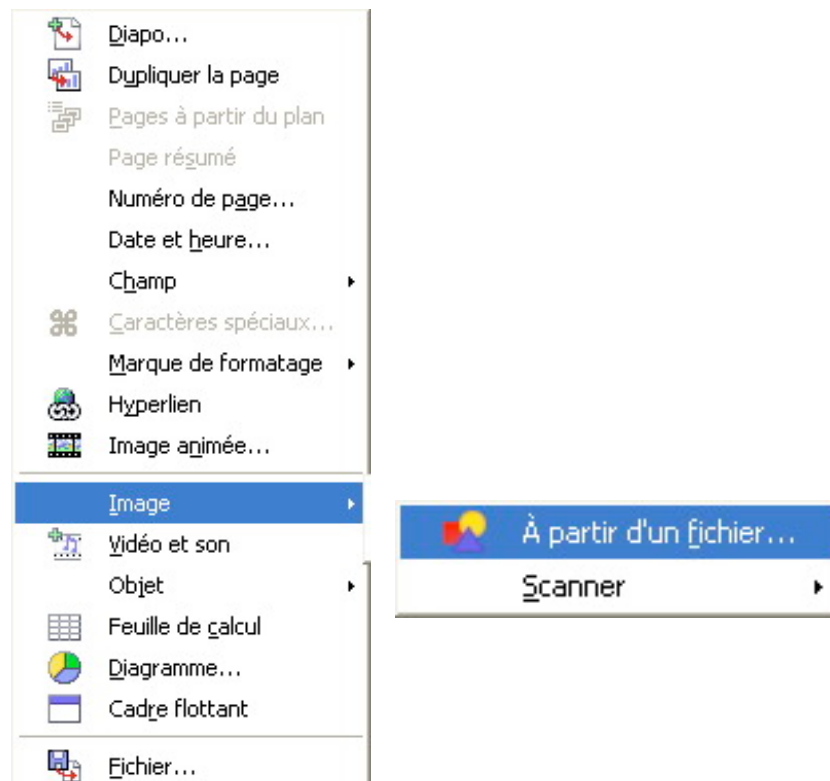 Diapo...
Dupliquer la page
Pages à partir du plan
Page résumé
Numéro de page...
Date et heure...
Champ
Caractères spéciaux...
Marque de formatage
Hyperlien
Image animée...
Image
À partir d'un fichier...
Vidéo et son
Scanner
Objet
Feuille de calcul
Diagramme...
Cadre flottant
Fichier...